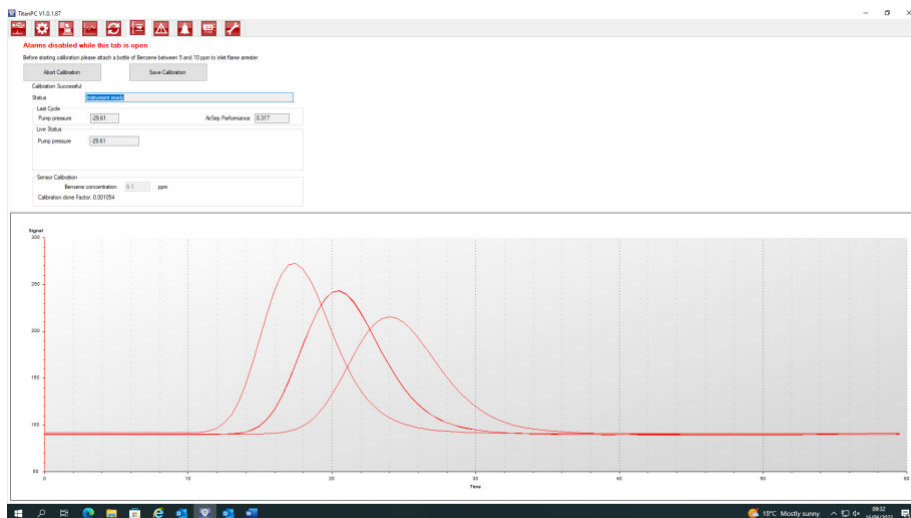 TitanPC V1.0.1.87
Alarms disabled while this tab is open
Before starting calibration please attach a bottle of Benzene between 5 and 10 ppm to inlet flame arrester
Abort Calibration Save Calibration
Calibration Successful
Status Instrument ready
Last Cycle
Pump pressure -29.61 AirSep Performance 0.317
Live Status
Pump pressure -29.61
Sensor Calibration
Benzene concentration 5.1 ppm
Calibration done Factor: 0.001054
Signal
300
250
200
150
100
50
0 10 20 30 40 50 60
Time
18°C Mostly sunny 09:32
16/06/2023